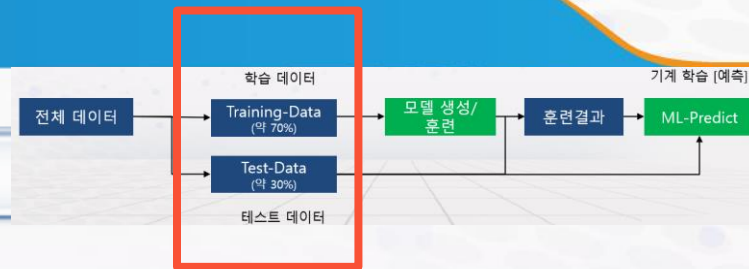 학습 데이터
기계 학습 [예측]
전체 데이터
Training-Data
(약 70%)
모델 생성/
훈련
훈련결과
ML-Predict
Test-Data
(약 30%)
테스트 데이터